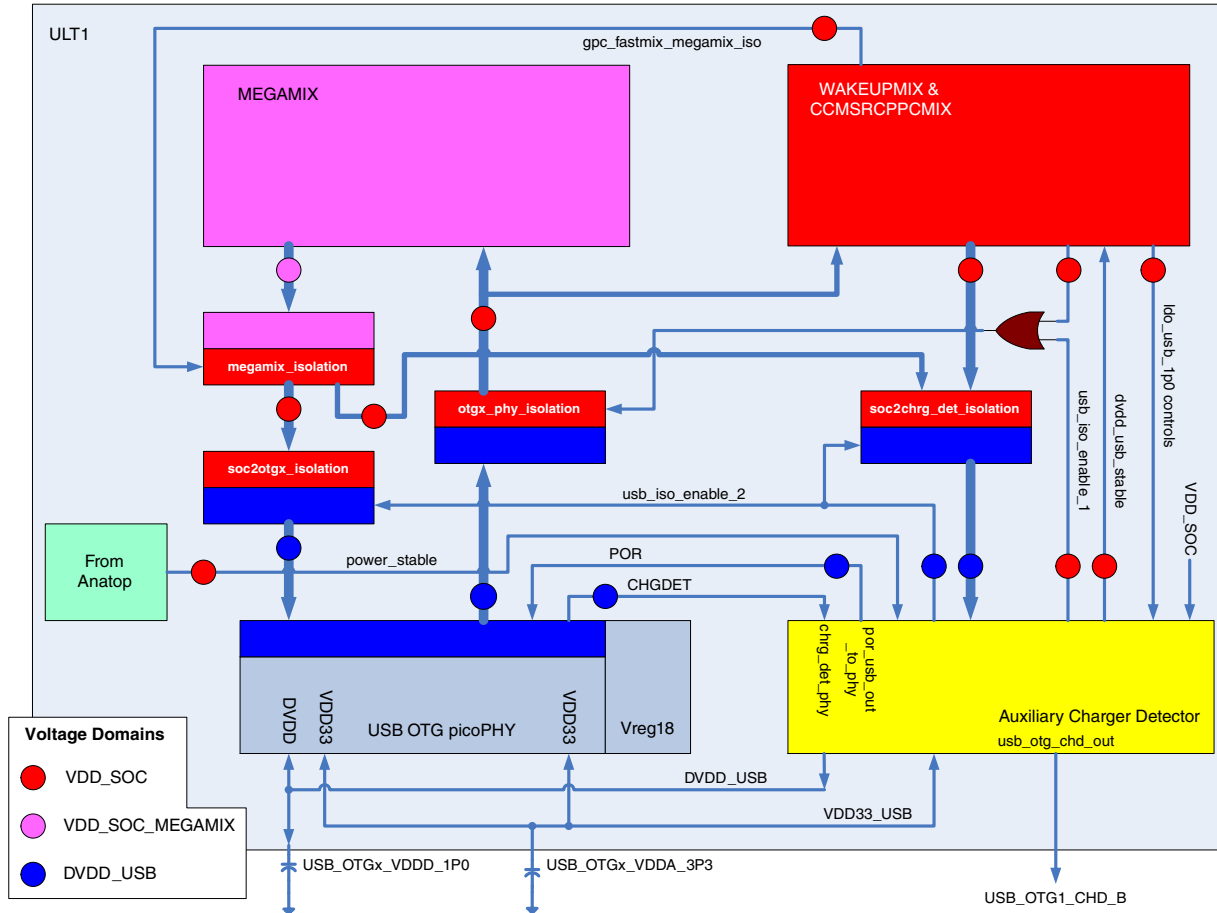 ULT1
gpc_fastmix_megamix_iso
MEGAMIX
WAKEUPMIX &
CCMSRCPPCMIX
megamix_isolation
otgx_phy_isolation
soc2chrg_det_isolation
soc2otgx_isolation
usb_iso_enable_1
dvdd_usb_stable
ldo_usb_1p0 controls
VDD_SOC
usb_iso_enable_2
From
Anatop
power_stable
POR
CHGDET
chrg_det_phy
por_usb_out
_to_phy
DVDD
VDD33
USB OTG picoPHY
VDD33
Vreg18
Auxiliary Charger Detector
usb_otg_chd_out
DVDD_USB
VDD33_USB
Voltage Domains
VDD_SOC
VDD_SOC_MEGAMIX
DVDD_USB
USB_OTGx_VDDD_1P0
USB_OTGx_VDDA_3P3
USB_OTG1_CHD_B